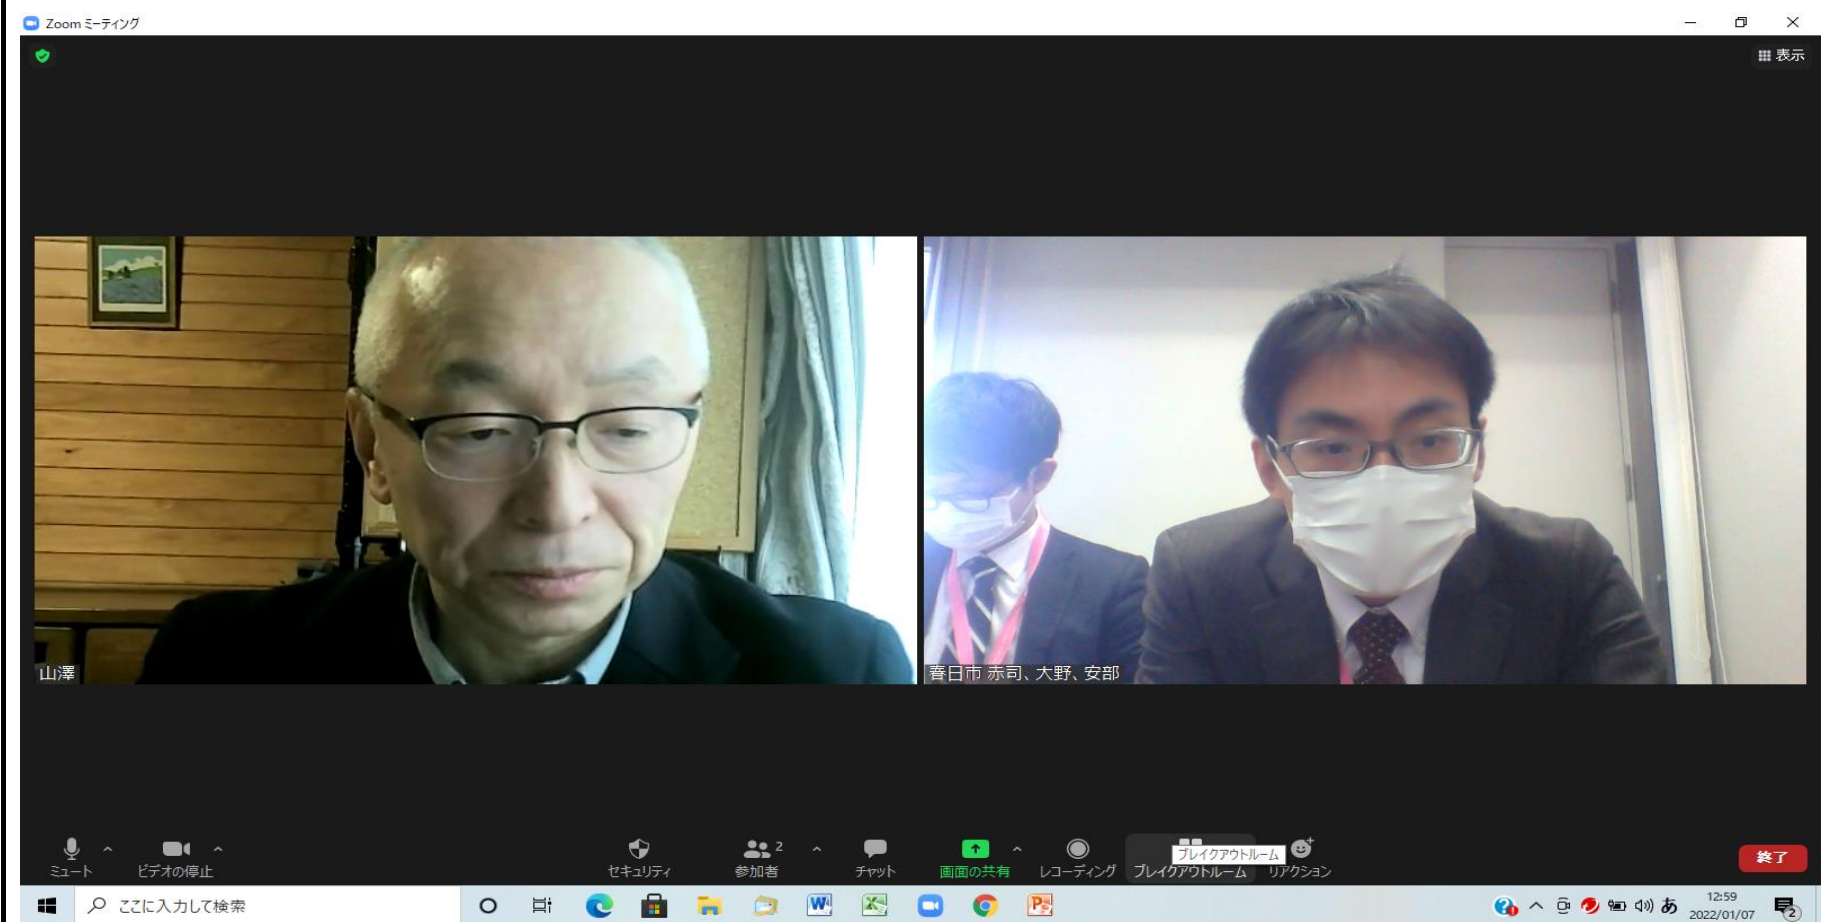 Zoom ミーティング
表示
山澤
春日市 赤司、大野、安部
ミュート
ビデオの停止
セキュリティ
2
参加者
チャット
画面の共有
レコーディング
ブレイクアウトルーム
ブレイクアウトルーム
リアクション
終了
ここに入力して検索
あ
12:59
2022/01/07
2